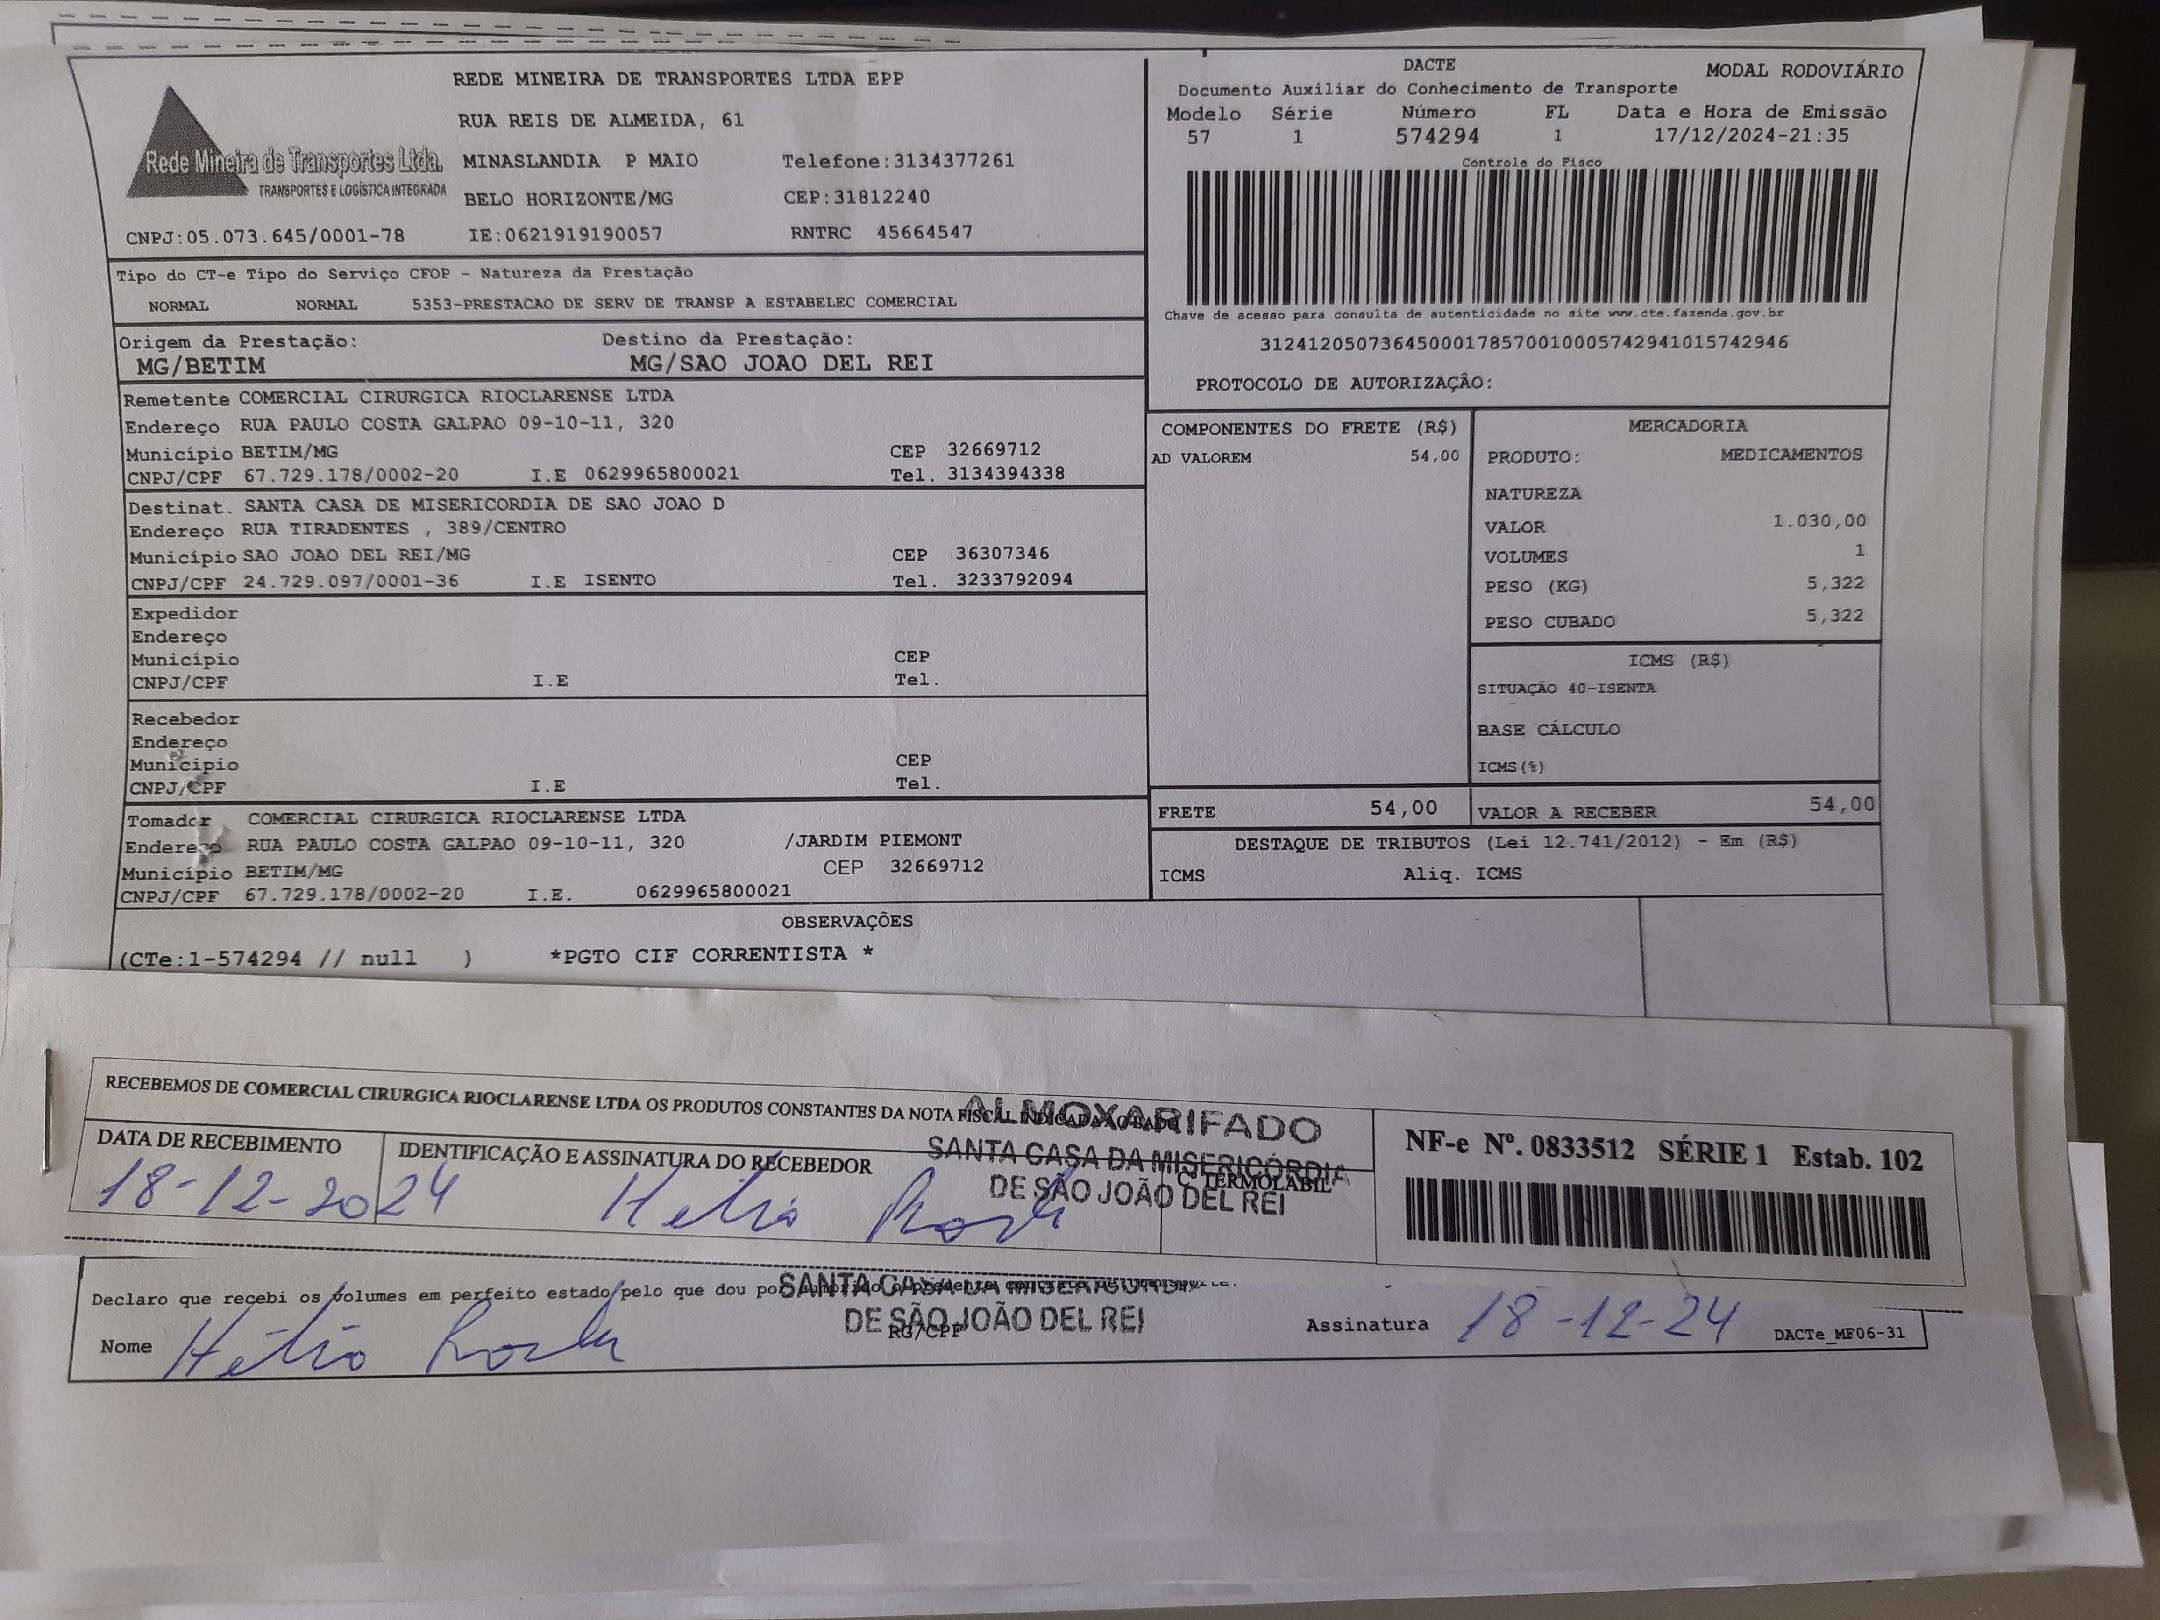 REDE MINEIRA DE TRANSPORTES LTDA EPP
RUA REIS DE ALMEIDA, 61
Rede Mineira de Transportes Ltda.
TRANSPORTES E LOGÍSTICA INTEGRADA
MINASLANDIA P MAIO Telefone:3134377261
BELO HORIZONTE/MG CEP:31812240
CNPJ:05.073.645/0001-78 IE:0621919190057 RNTRC 45664547
DACTE MODAL RODOVIÁRIO
Documento Auxiliar do Conhecimento de Transporte
Modelo Série Número FL Data e Hora de Emissão
57 1 574294 1 17/12/2024-21:35
Controle do Fisco
Chave de acesso para consulta de autenticidade no site www.cte.fazenda.gov.br
31241205073645000178570010005742941015742946
PROTOCOLO DE AUTORIZAÇÂO:
Tipo do CT-e Tipo do Serviço CFOP - Natureza da Prestação
NORMAL NORMAL 5353-PRESTACAO DE SERV DE TRANSP A ESTABELEC COMERCIAL
Origem da Prestação: Destino da Prestação:
MG/BETIM MG/SAO JOAO DEL REI
Remetente COMERCIAL CIRURGICA RIOCLARENSE LTDA
Endereço RUA PAULO COSTA GALPAO 09-10-11, 320
Município BETIM/MG CEP 32669712
CNPJ/CPF 67.729.178/0002-20 I.E 0629965800021 Tel. 3134394338
Destinat. SANTA CASA DE MISERICORDIA DE SAO JOAO D
Endereço RUA TIRADENTES , 389/CENTRO
Município SAO JOAO DEL REI/MG CEP 36307346
CNPJ/CPF 24.729.097/0001-36 I.E ISENTO Tel. 3233792094
Expedidor
Endereço
Município CEP
CNPJ/CPF I.E Tel.
Recebedor
Endereço
Município CEP
CNPJ/CPF I.E Tel.
Tomador COMERCIAL CIRURGICA RIOCLARENSE LTDA
Endereço RUA PAULO COSTA GALPAO 09-10-11, 320 /JARDIM PIEMONT
Município BETIM/MG CEP 32669712
CNPJ/CPF 67.729.178/0002-20 I.E. 0629965800021
COMPONENTES DO FRETE (R$)
AD VALOREM 54,00
MERCADORIA
PRODUTO: MEDICAMENTOS
NATUREZA
VALOR 1.030,00
VOLUMES 1
PESO (KG) 5,322
PESO CUBADO 5,322
ICMS (R$)
SITUAÇÃO 40-ISENTA
BASE CÁLCULO
ICMS(%)
FRETE 54,00 VALOR A RECEBER 54,00
DESTAQUE DE TRIBUTOS (Lei 12.741/2012) - Em (R$)
ICMS Aliq. ICMS
OBSERVAÇÕES
(CTe:1-574294 // null ) *PGTO CIF CORRENTISTA *
RECEBEMOS DE COMERCIAL CIRURGICA RIOCLARENSE LTDA OS PRODUTOS CONSTANTES DA NOTA FISCAL INDICADA AO LADO
DATA DE RECEBIMENTO IDENTIFICAÇÃO E ASSINATURA DO RECEBEDOR
18-12-2024 Hélio
ALMOXARIFADO
SANTA CASA DA MISERICÓRDIA
DE SÃO JOÃO DEL REI
TERMOLABIL
NF-e Nº. 0833512 SÉRIE 1 Estab. 102
Declaro que recebi os volumes em perfeito estado pelo que dou por cumprido o presente contrato de transporte.
SANTA CASA DA MISERICÓRDIA
DE SÃO JOÃO DEL REI
Nome Hélio RG/CPF Assinatura 18-12-24 DACTe_MF06-31